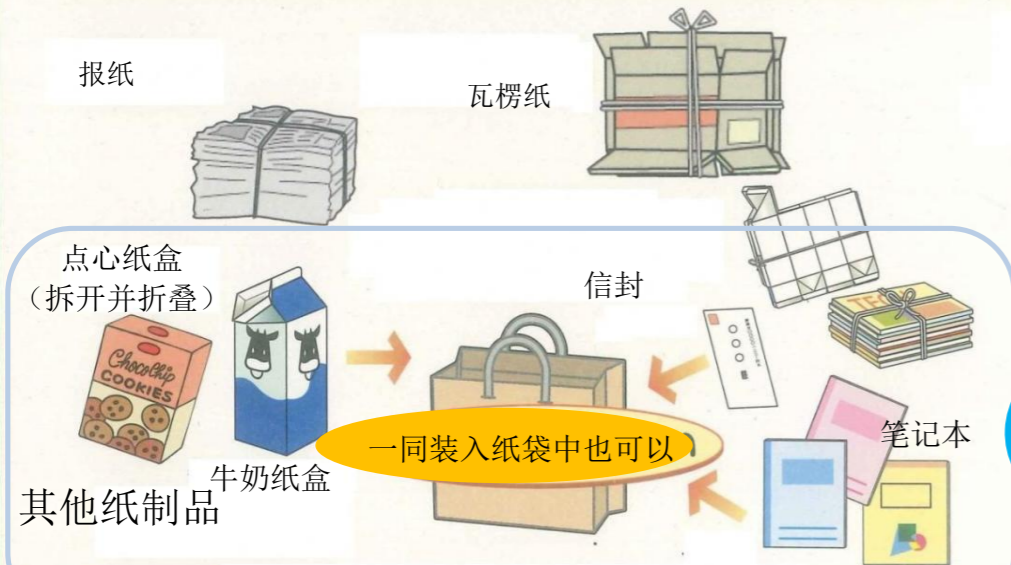 报纸
瓦楞纸
点心纸盒
（拆开并折叠）
信封
ChocoChip
COOKIES
一同装入纸袋中也可以
笔记本
牛奶纸盒
其他纸制品